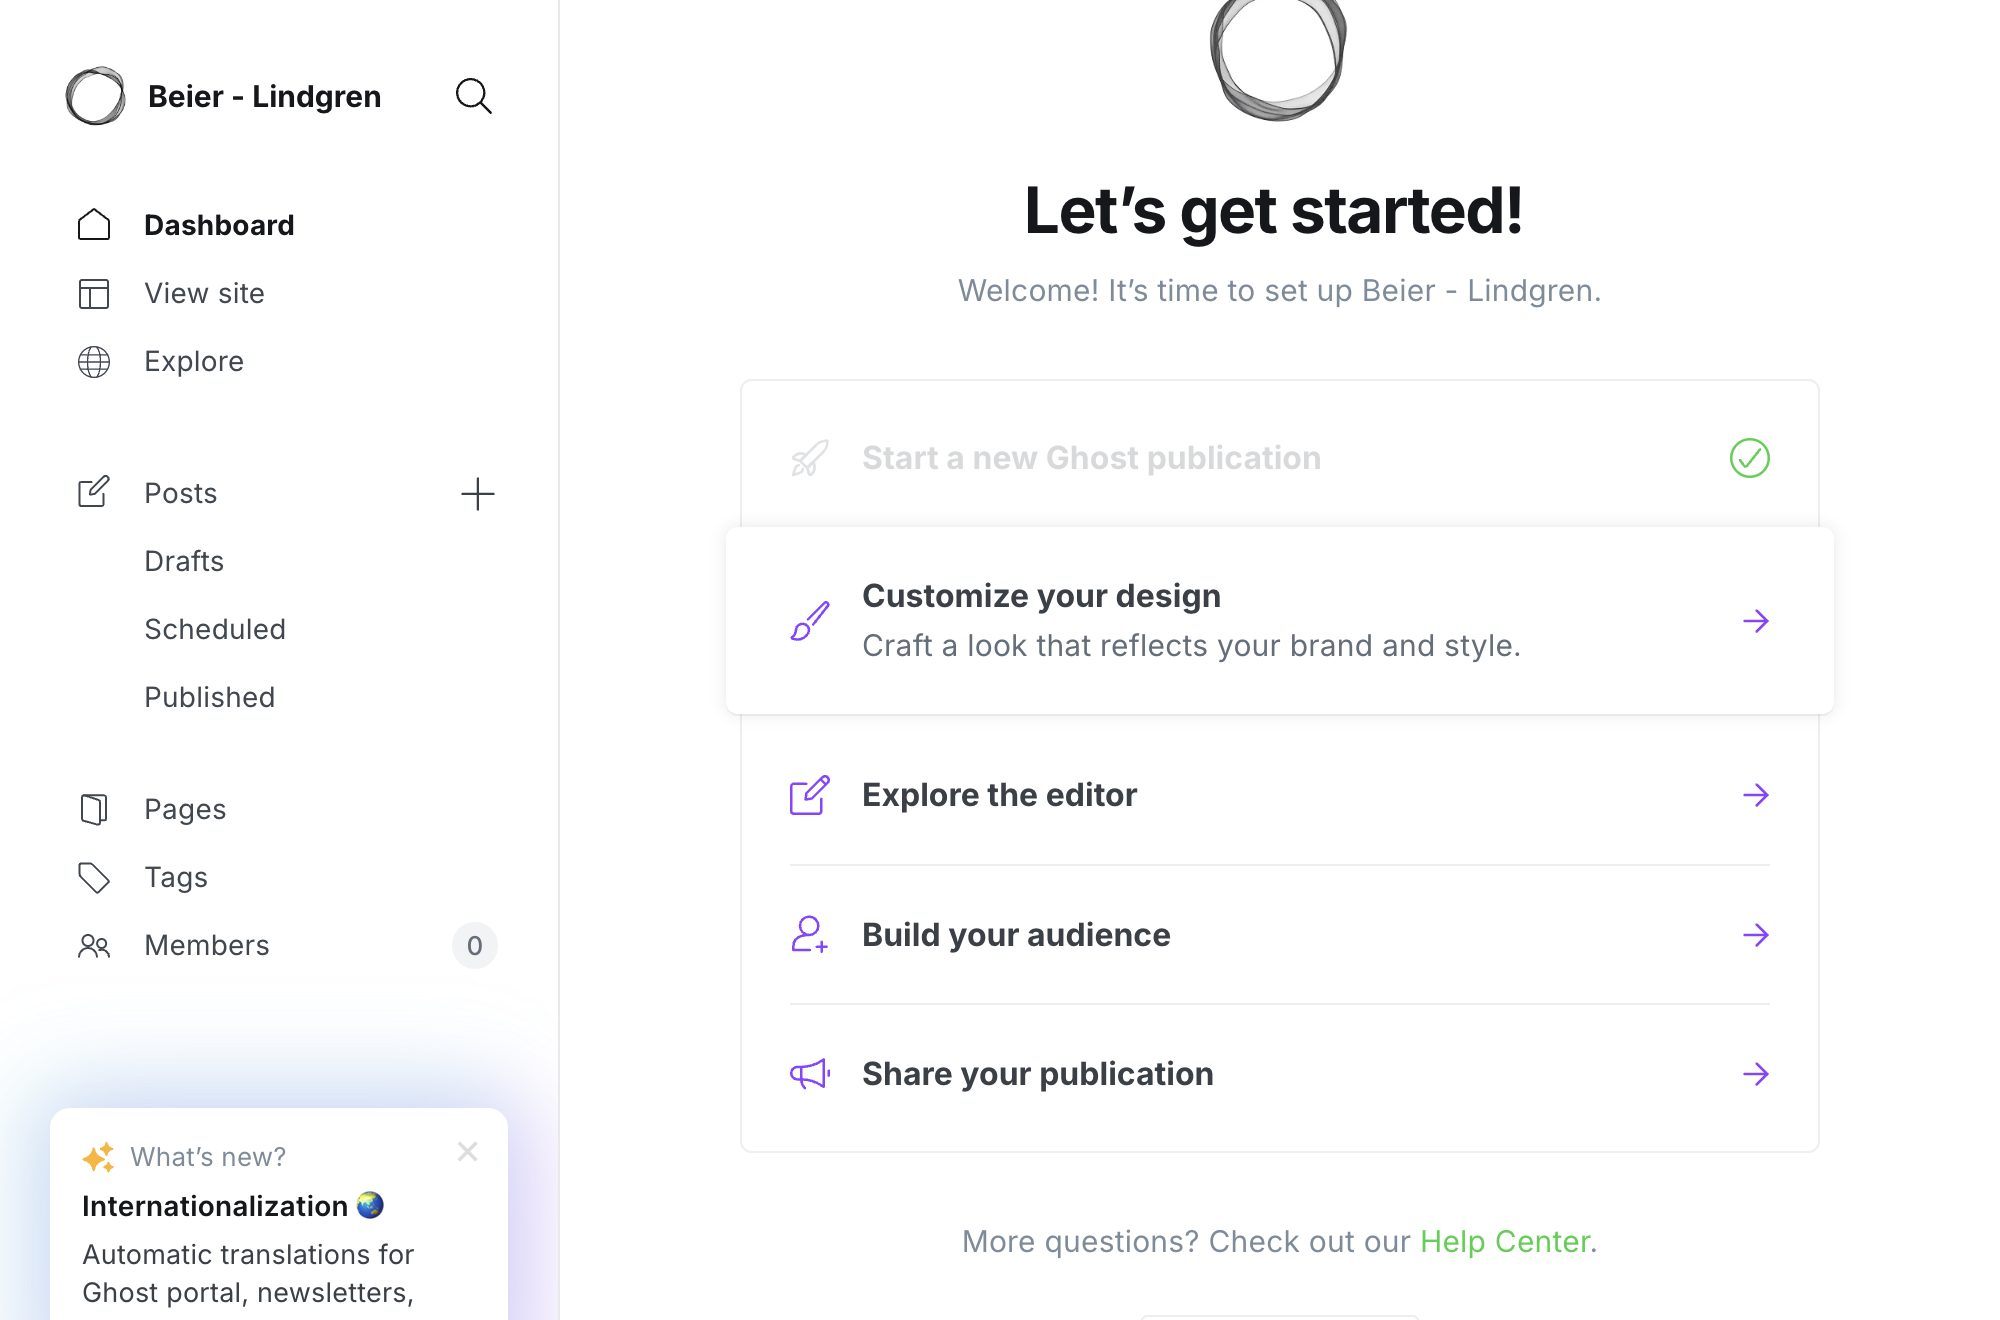 Beier - Lindgren
Dashboard
View site
Explore
Posts
Drafts
Scheduled
Published
Pages
Tags
Members
0
What’s new?
Internationalization
Automatic translations for
Ghost portal, newsletters,
Let’s get started!
Welcome! It’s time to set up Beier - Lindgren.
Start a new Ghost publication
Customize your design
Craft a look that reflects your brand and style.
Explore the editor
Build your audience
Share your publication
More questions? Check out our Help Center.